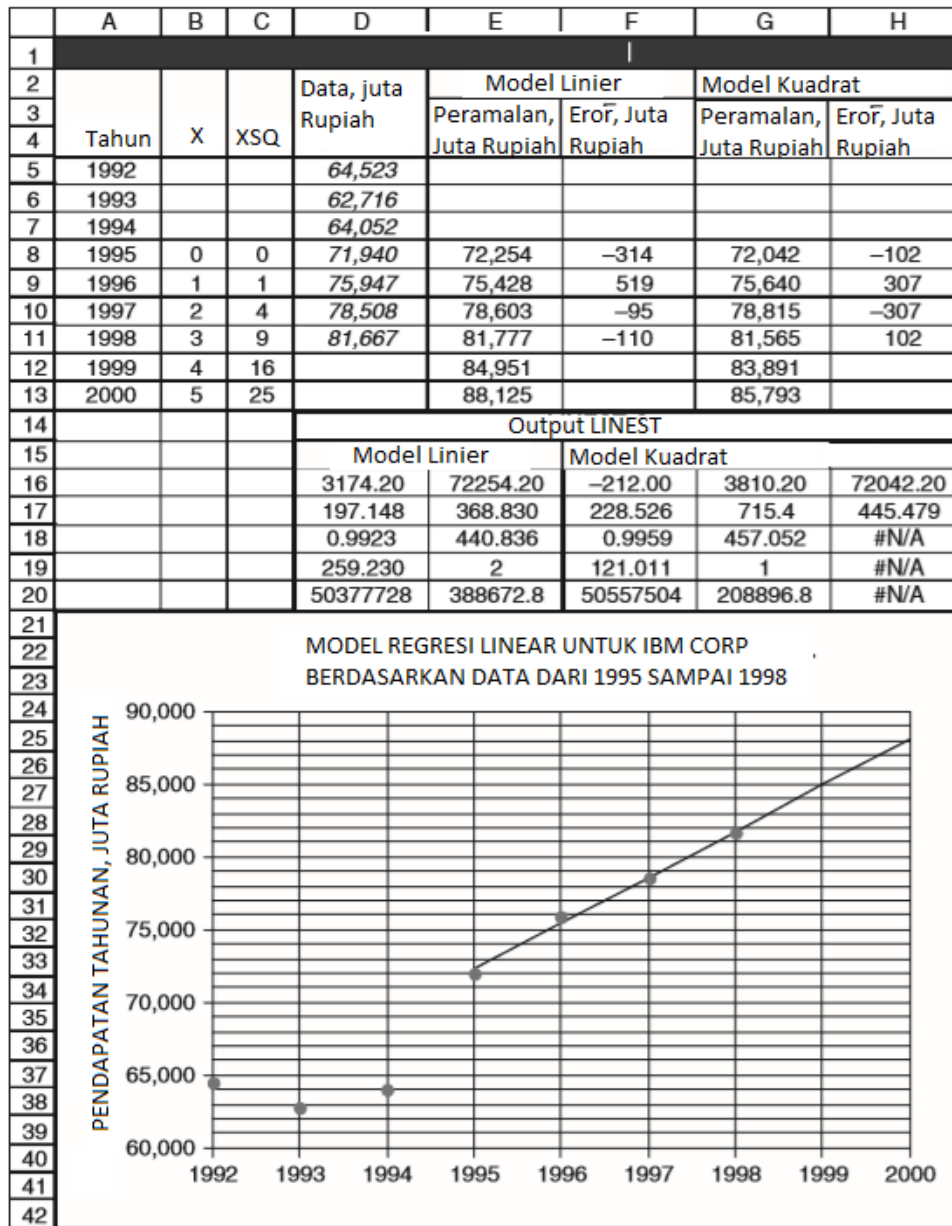 A B C D E F G H
1
2 Data, juta Model Linier Model Kuadrat
3 Rupiah Peramalan, Eror, Juta Peramalan, Eror, Juta
4 Tahun X XSQ Juta Rupiah Rupiah Juta Rupiah Rupiah
5 1992 64,523
6 1993 62,716
7 1994 64,052
8 1995 0 0 71,940 72,254 –314 72,042 –102
9 1996 1 1 75,947 75,428 519 75,640 307
10 1997 2 4 78,508 78,603 –95 78,815 –307
11 1998 3 9 81,667 81,777 –110 81,565 102
12 1999 4 16 84,951 83,891
13 2000 5 25 88,125 85,793
14 Output LINEST
15 Model Linier Model Kuadrat
16 3174.20 72254.20 –212.00 3810.20 72042.20
17 197.148 368.830 228.526 715.4 445.479
18 0.9923 440.836 0.9959 457.052 #N/A
19 259.230 2 121.011 1 #N/A
20 50377728 388672.8 50557504 208896.8 #N/A
21
22 MODEL REGRESI LINEAR UNTUK IBM CORP
23 BERDASARKAN DATA DARI 1995 SAMPAI 1998
24 90,000
25
26
27 85,000
28
29
30 80,000
31
32 75,000
33
34 70,000
35
36
37 65,000
38
39
40 60,000
41 1992 1993 1994 1995 1996 1997 1998 1999 2000
42
PENDAPATAN TAHUNAN, JUTA RUPIAH